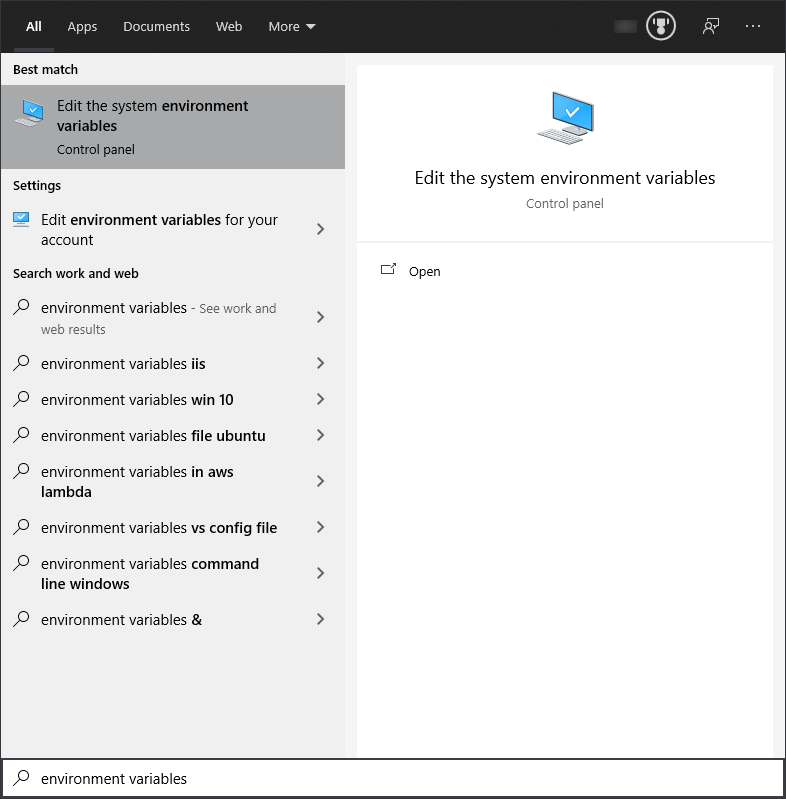 All Apps Documents Web More
Best match
Edit the system environment
variables
Control panel
Settings
Edit environment variables for your
account
Search work and web
environment variables - See work and
web results
environment variables iis
environment variables win 10
environment variables file ubuntu
environment variables in aws
lambda
environment variables vs config file
environment variables command
line windows
environment variables &
Edit the system environment variables
Control panel
Open
environment variables